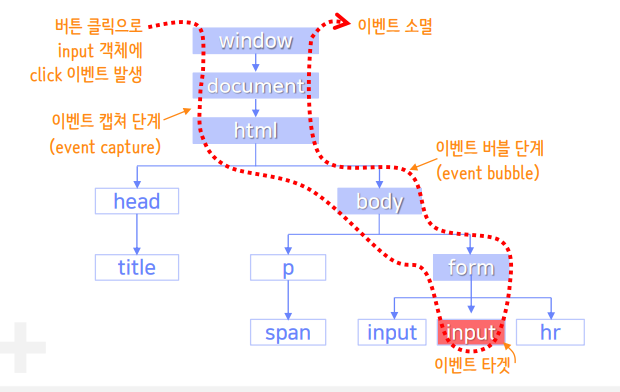 버튼 클릭으로
input 객체에
click 이벤트 발생
window
이벤트 소멸
document
이벤트 캡쳐 단계
(event capture)
html
이벤트 버블 단계
(event bubble)
head
body
title
p
form
span
input
input
hr
이벤트 타겟